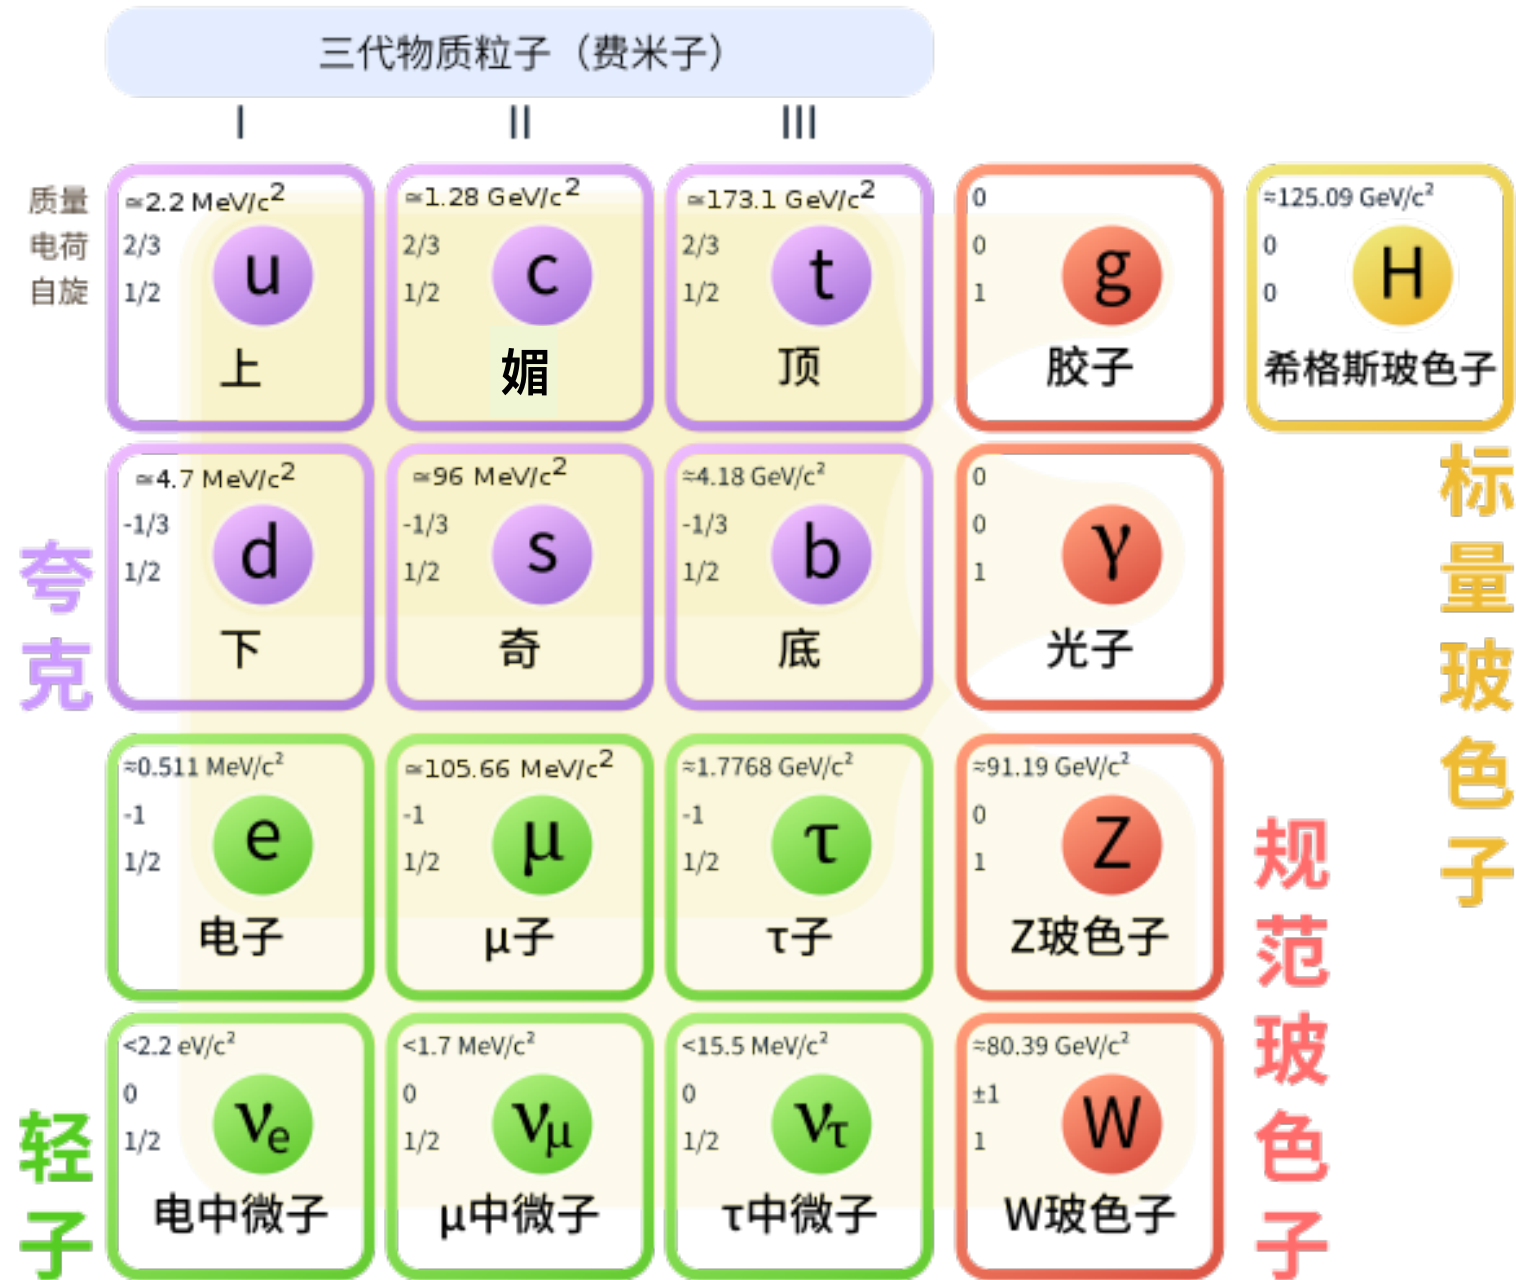 三代物质粒子（费米子）
I II III
质量
电荷
自旋
≃2.2 MeV/c²
2/3
1/2
u
上
≃1.28 GeV/c²
2/3
1/2
c
媚
≃173.1 GeV/c²
2/3
1/2
t
顶
0
0
1
g
胶子
≈125.09 GeV/c²
0
0
H
希格斯玻色子
≃4.7 MeV/c²
-1/3
1/2
d
下
≃96 MeV/c²
-1/3
1/2
s
奇
≈4.18 GeV/c²
-1/3
1/2
b
底
0
0
1
γ
光子
≈0.511 MeV/c²
-1
1/2
e
电子
≃105.66 MeV/c²
-1
1/2
μ
μ子
≈1.7768 GeV/c²
-1
1/2
τ
τ子
≈91.19 GeV/c²
0
1
Z
Z玻色子
<2.2 eV/c²
0
1/2
νe
电中微子
<1.7 MeV/c²
0
1/2
νμ
μ中微子
<15.5 MeV/c²
0
1/2
ντ
τ中微子
≈80.39 GeV/c²
±1
1
W
W玻色子
夸克
轻子
规范玻色子
标量玻色子